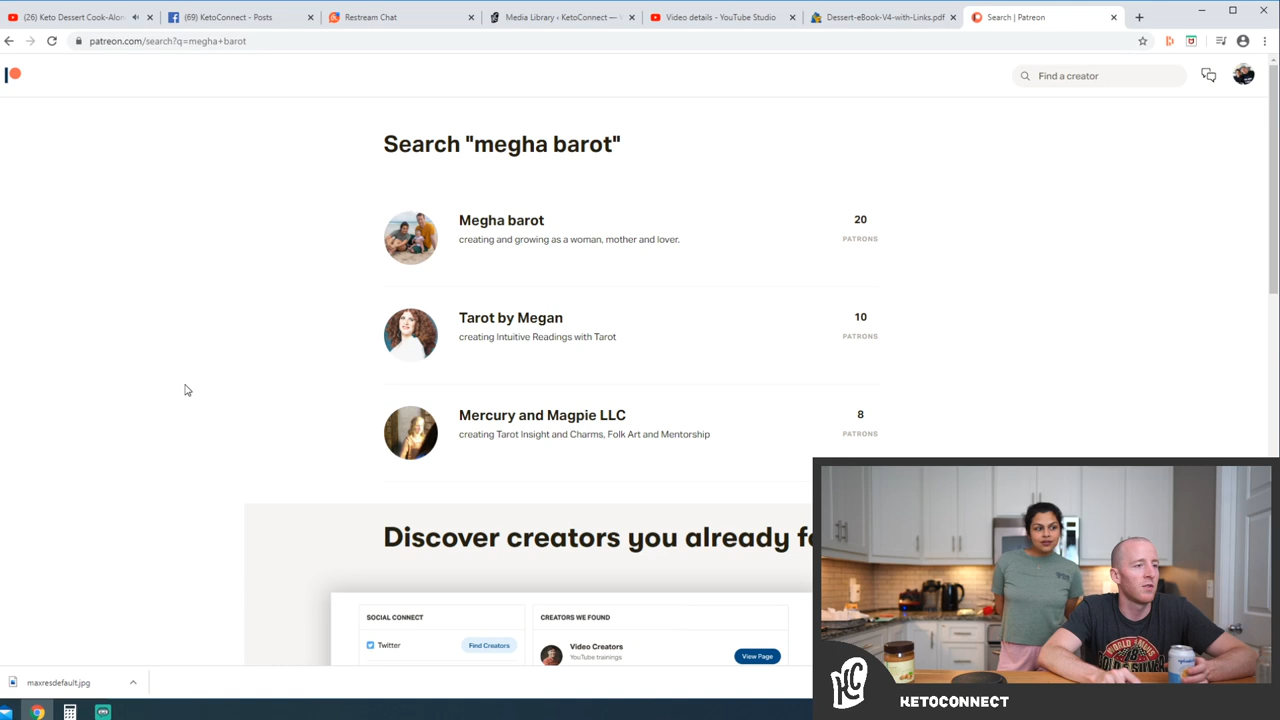 (26) Keto Dessert Cook-Alon
(69) KetoConnect - Posts
Restream Chat
Media Library ‹ KetoConnect —
Video details - YouTube Studio
Dessert-eBook-V4-with-Links.pdf
Search | Patreon
patreon.com/search?q=megha+barot
Find a creator
Search "megha barot"
Megha barot
20
creating and growing as a woman, mother and lover.
PATRONS
Tarot by Megan
10
creating Intuitive Readings with Tarot
PATRONS
Mercury and Magpie LLC
8
creating Tarot Insight and Charms, Folk Art and Mentorship
PATRONS
Discover creators you already fo
SOCIAL CONNECT
CREATORS WE FOUND
Twitter
Find Creators
Video Creators
YouTube trainings
View Page
maxresdefault.jpg
KC
KETOCONNECT